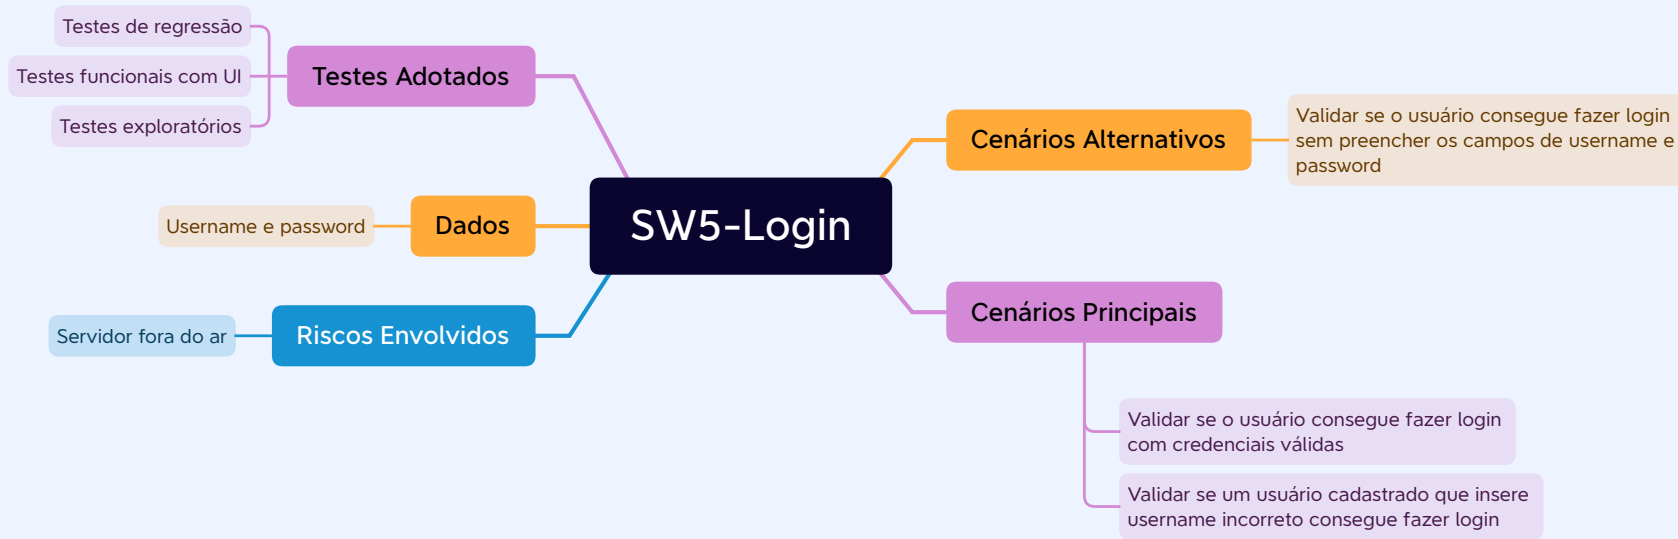 Testes de regressão
Testes funcionais com UI
Testes exploratórios
Testes Adotados
Username e password
Dados
Servidor fora do ar
Riscos Envolvidos
SW5-Login
Cenários Alternativos
Validar se o usuário consegue fazer login
sem preencher os campos de username e
password
Cenários Principais
Validar se o usuário consegue fazer login
com credenciais válidas
Validar se um usuário cadastrado que insere
username incorreto consegue fazer login